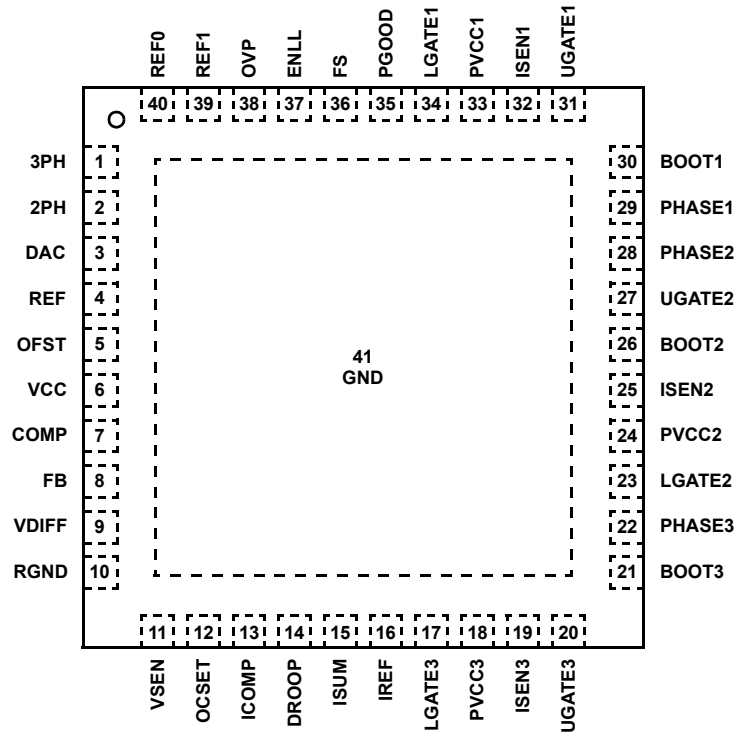 REF0 REF1 OVP ENLL FS PGOOD LGATE1 PVCC1 ISEN1 UGATE1
40 39 38 37 36 35 34 33 32 31
3PH 1
2PH 2
DAC 3
REF 4
OFST 5
VCC 6
COMP 7
FB 8
VDIFF 9
RGND 10
41
GND
30 BOOT1
29 PHASE1
28 PHASE2
27 UGATE2
26 BOOT2
25 ISEN2
24 PVCC2
23 LGATE2
22 PHASE3
21 BOOT3
11 12 13 14 15 16 17 18 19 20
VSEN OCSET ICOMP DROOP ISUM IREF LGATE3 PVCC3 ISEN3 UGATE3